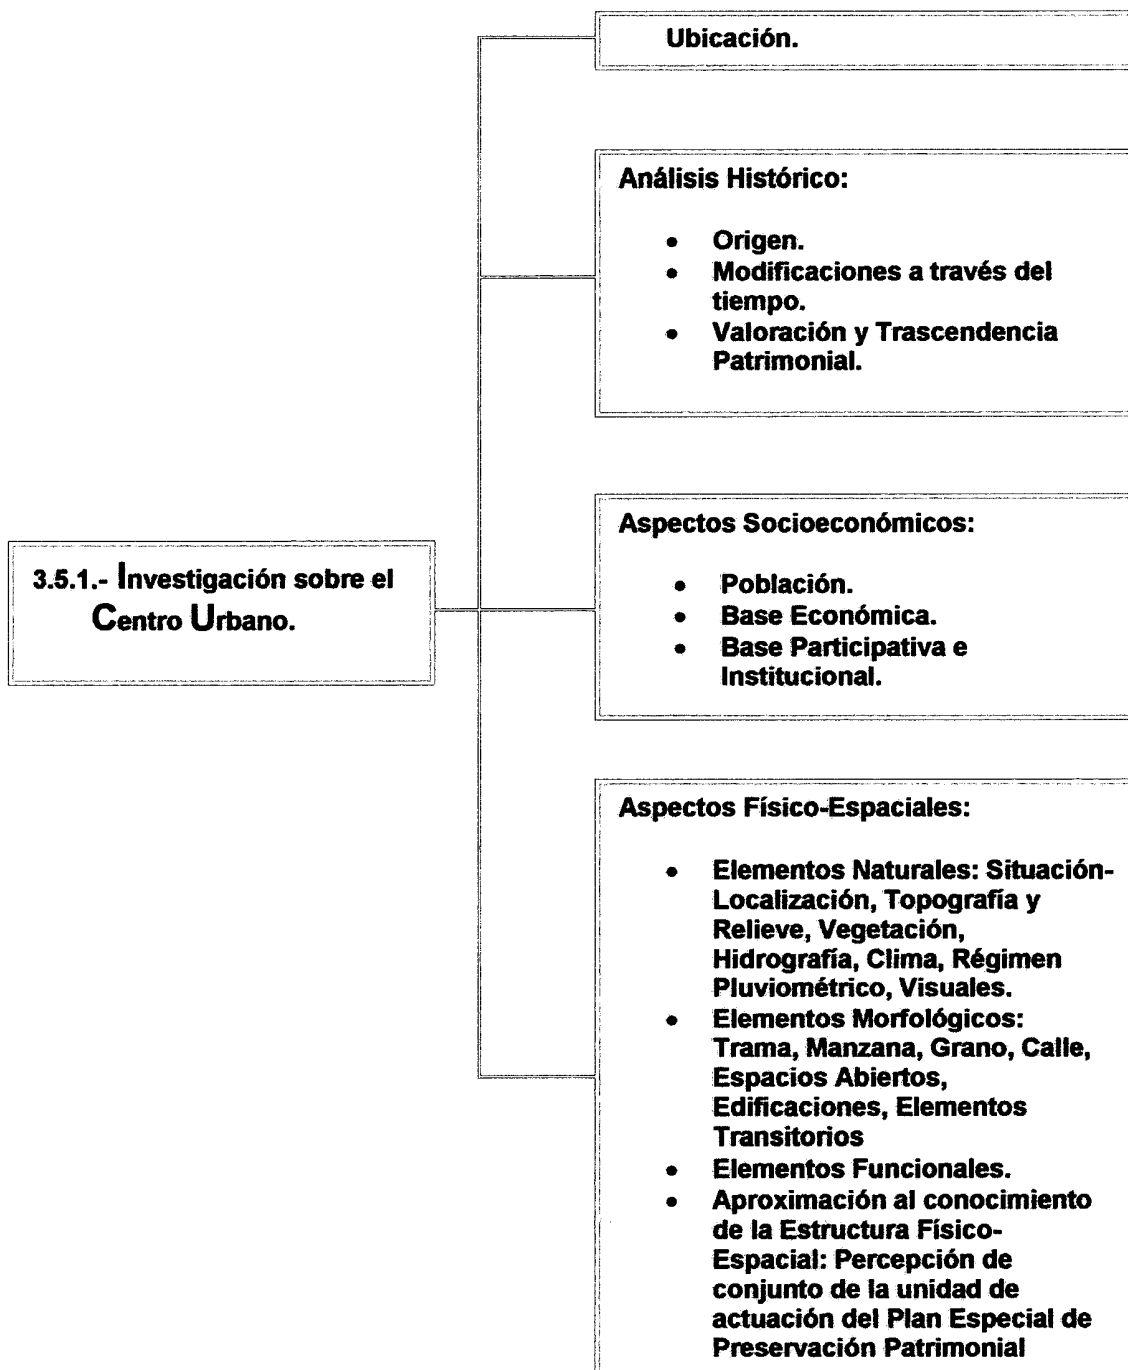 Ubicación.
Análisis Histórico:
• Origen.
• Modificaciones a través del
tiempo.
• Valoración y Trascendencia
Patrimonial.
Aspectos Socioeconómicos:
• Población.
• Base Económica.
• Base Participativa e
Institucional.
3.5.1.- Investigación sobre el
Centro Urbano.
Aspectos Físico-Espaciales:
• Elementos Naturales: Situación-
Localización, Topografía y
Relieve, Vegetación,
Hidrografía, Clima, Régimen
Pluviométrico, Visuales.
• Elementos Morfológicos:
Trama, Manzana, Grano, Calle,
Espacios Abiertos,
Edificaciones, Elementos
Transitorios
• Elementos Funcionales.
• Aproximación al conocimiento
de la Estructura Físico-
Espacial: Percepción de
conjunto de la unidad de
actuación del Plan Especial de
Preservación Patrimonial